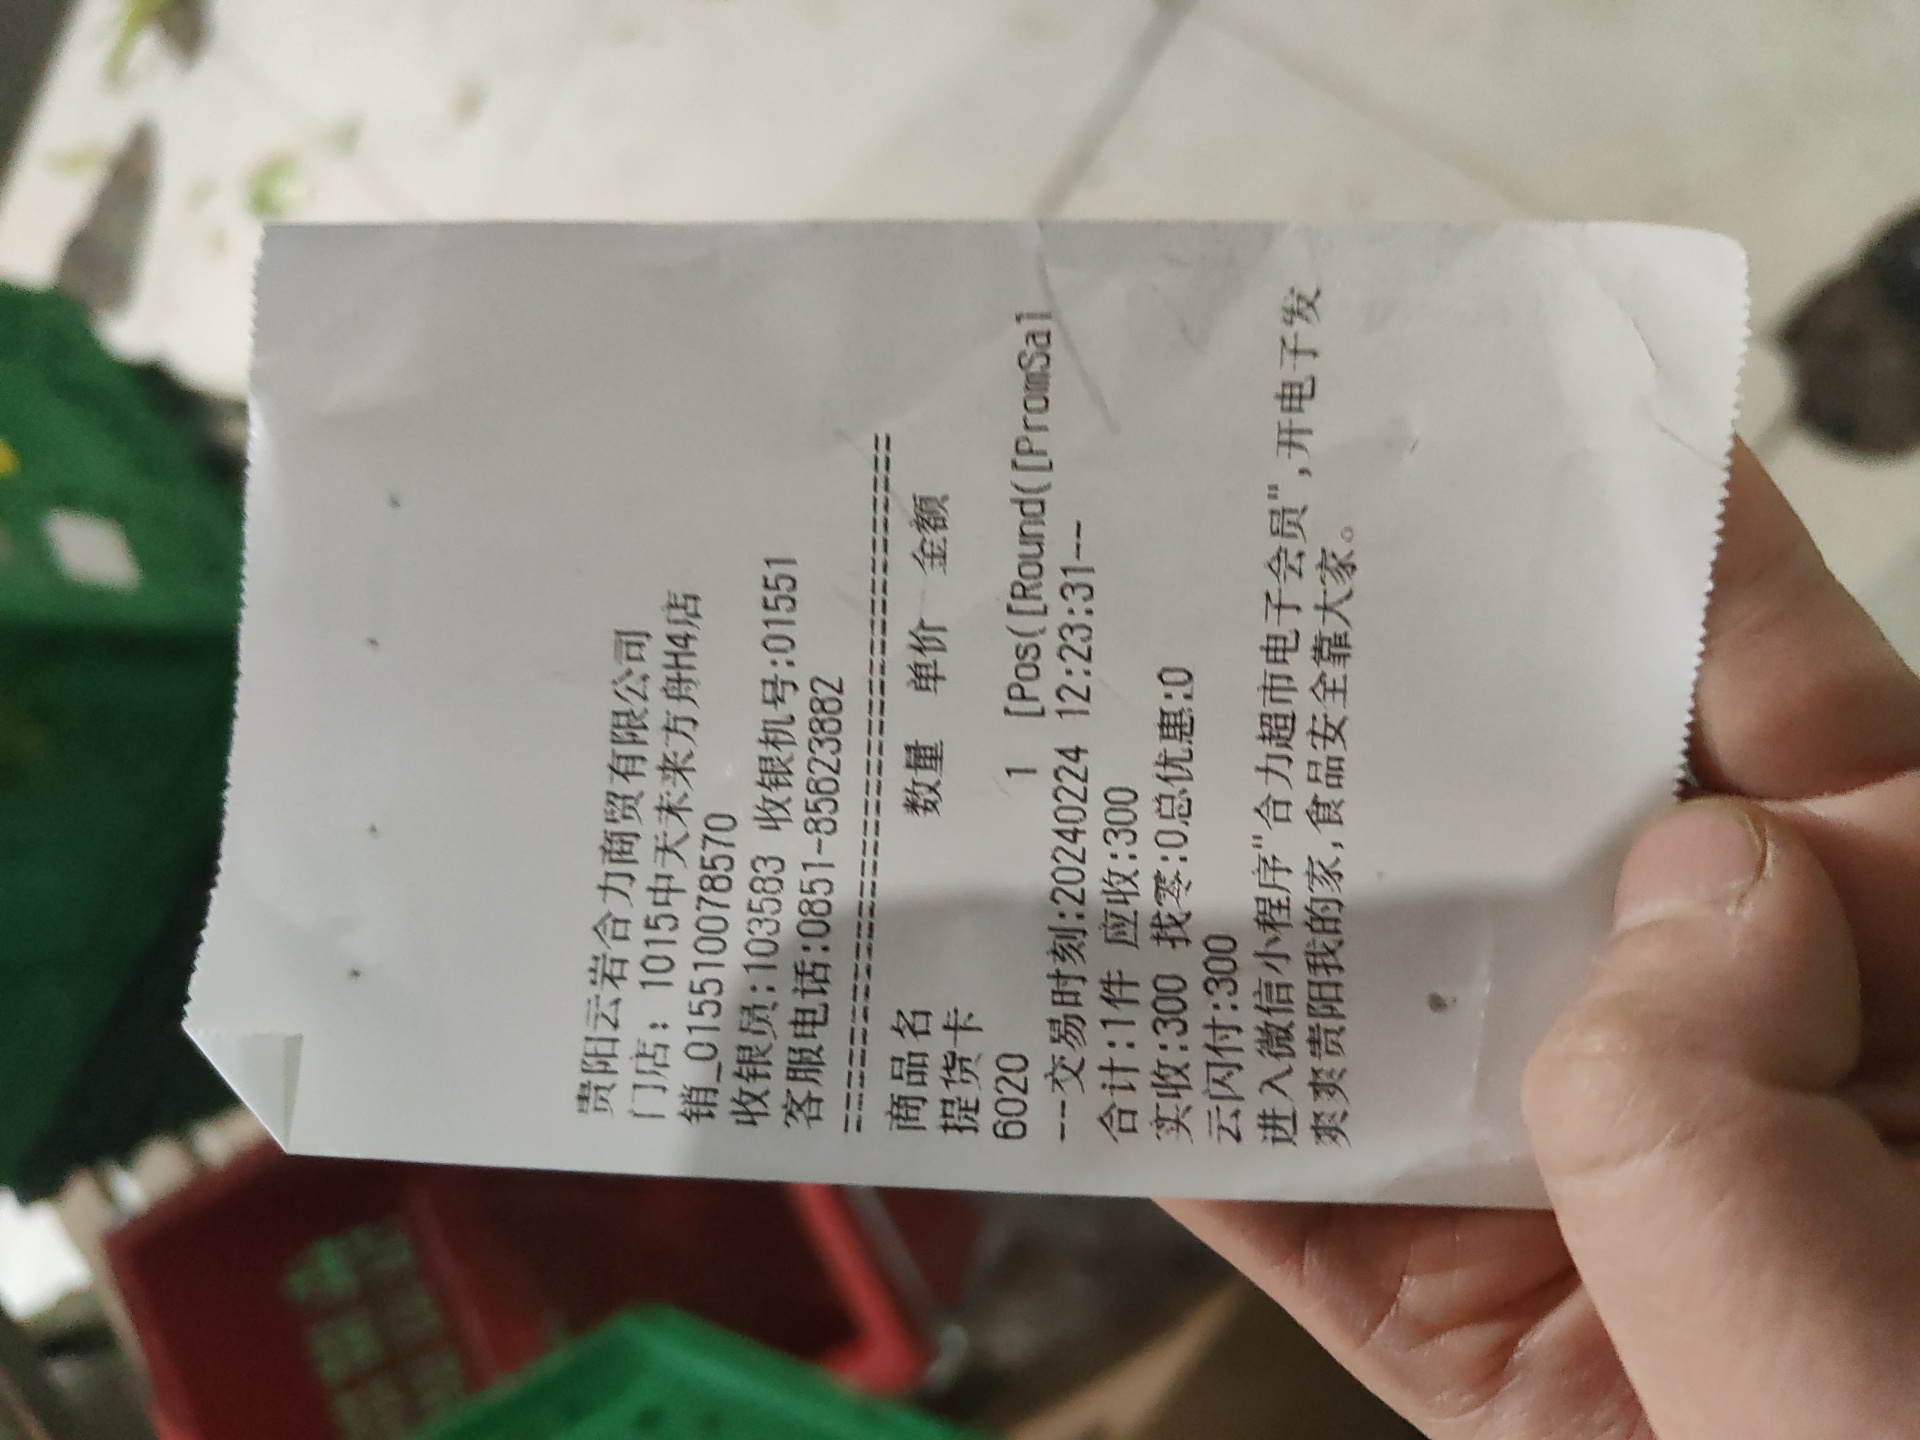 贵阳云岩合力商贸有限公司
门店: 1015中天未来方舟H4店
销_015510078570
收银员:103583 收银机号:01551
客服电话:0851-85823882
================================
商品名 数量 单价 金额
提货卡
6020 1 [Pos([Round([PromSal
--交易时刻:20240224 12:23:31--
合计:1件 应收:300
实收:300 找零:0总优惠:0
云闪付:300
进入微信小程序"合力超市电子会员",开电子发
爽爽贵阳我的家,食品安全靠大家。